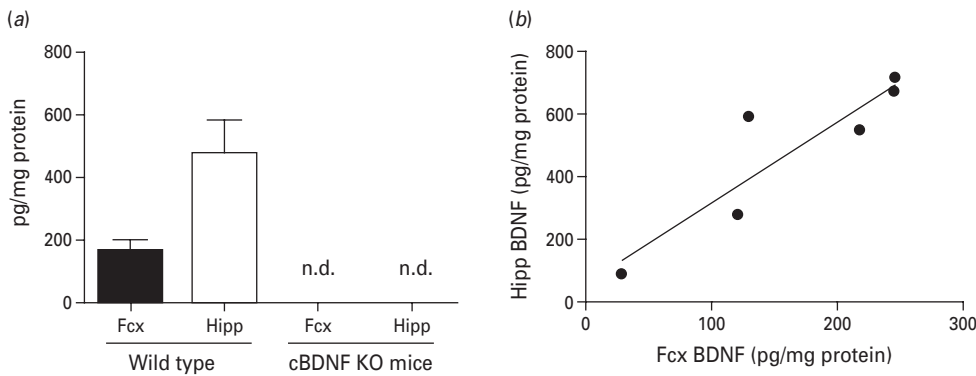 (a)
800
600
400
200
0
pg/mg protein
n.d.
n.d.
Fcx
Hipp
Fcx
Hipp
Wild type
cBDNF KO mice
(b)
800
600
400
200
0
Hipp BDNF (pg/mg protein)
0
100
200
300
Fcx BDNF (pg/mg protein)